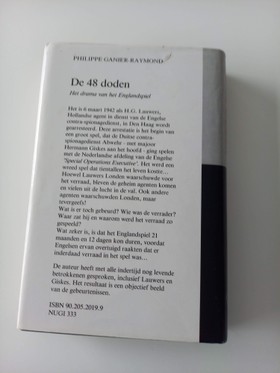 PHILIPPE GANIER-RAYMOND
De 48 doden
Het drama van het Englandspiel
Het is 6 maart 1942 als H.G. Lauwers,
Hollandse agent in dienst van de Engelse
contra-spionagedienst, in Den Haag wordt
gearresteerd. Deze arrestatie is het begin van
een groot spel, dat de Duitse contra-
spionagedienst Abwehr - met majoor
Hermann Giskes aan het hoofd - ging spelen
met de Nederlandse afdeling van de Engelse
'Special Operations Executive'. Het werd een
wreed spel dat tientallen het leven kostte...
Hoewel Lauwers Londen waarschuwde voor
het verraad, bleven de geheim agenten komen
en vielen uit de lucht in de val. Ook andere
agenten waarschuwden Londen, maar
tevergeefs!
Wat is er toch gebeurd? Wie was de verrader?
Waar zat hij en waarom werd het verraad zo
gespeeld?
Wat zeker is, is dat het Englandspiel 21
maanden en 12 dagen kon duren, voordat
Engelsen ervan overtuigd raakten dat er
inderdaad verraad in het spel was...
De auteur heeft met alle indertijd nog levende
betrokkenen gesproken, inclusief Lauwers en
Giskes. Het resultaat is een objectief beeld
van de gebeurtenissen.
ISBN 90.205.2019.9
NUGI 333